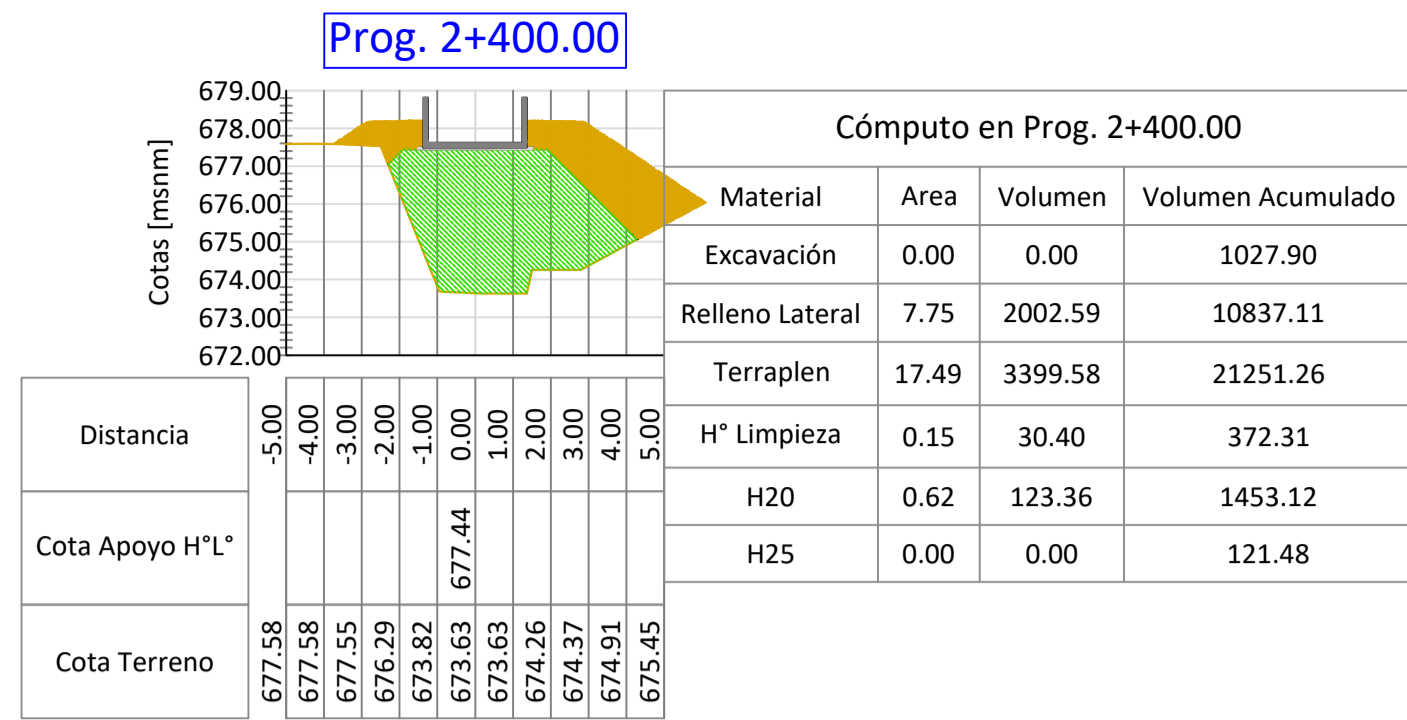 Prog. 2+400.00
Cotas [msnm]
679.00
678.00
677.00
676.00
675.00
674.00
673.00
672.00
Distancia -5.00 -4.00 -3.00 -2.00 -1.00 0.00 1.00 2.00 3.00 4.00 5.00
Cota Apoyo H°L° 677.44
Cota Terreno 677.58 677.58 677.55 676.29 673.82 673.63 673.63 674.26 674.37 674.91 675.45
Cómputo en Prog. 2+400.00
Material Area Volumen Volumen Acumulado
Excavación 0.00 0.00 1027.90
Relleno Lateral 7.75 2002.59 10837.11
Terraplen 17.49 3399.58 21251.26
H° Limpieza 0.15 30.40 372.31
H20 0.62 123.36 1453.12
H25 0.00 0.00 121.48